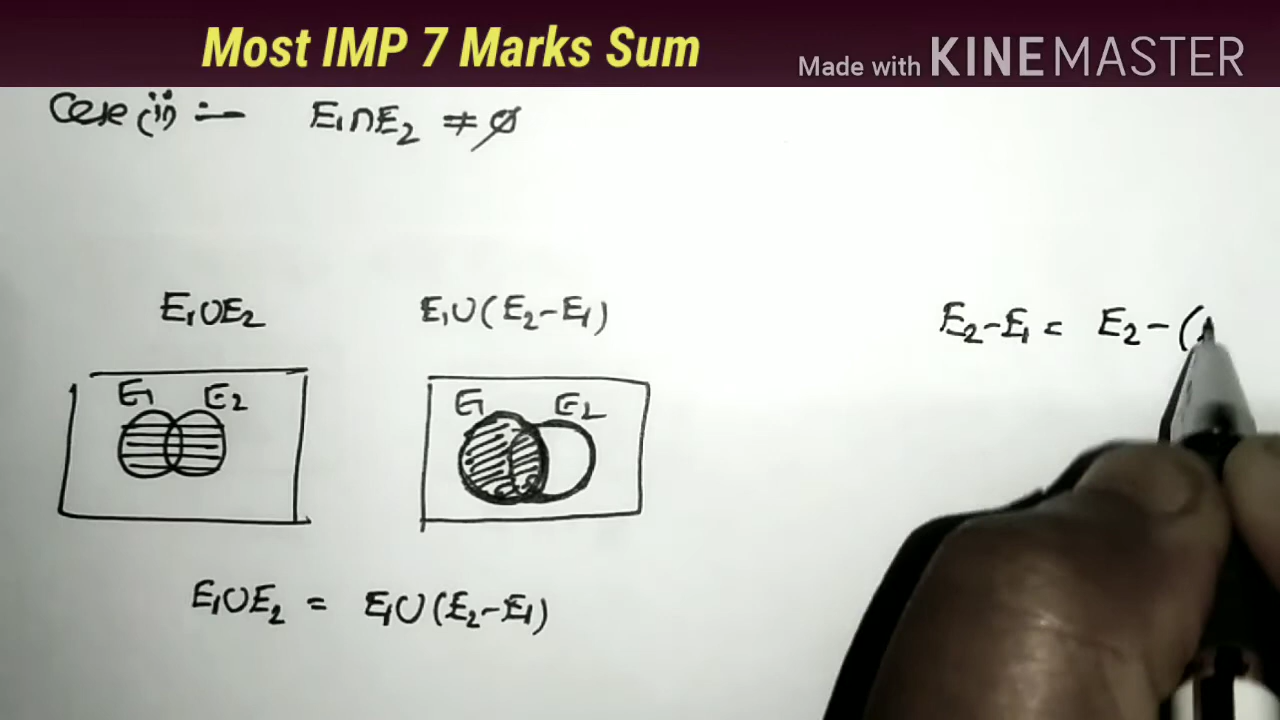 Most IMP 7 Marks Sum
Made with KINEMASTER
Case (ii) :- E₁∩E₂ ≠ ∅
E₁∪E₂ E₁∪(E₂-E₁) E₂-E₁ = E₂-(
E₁ E₂ E₁ E₂
E₁∪E₂ = E₁∪(E₂-E₁)